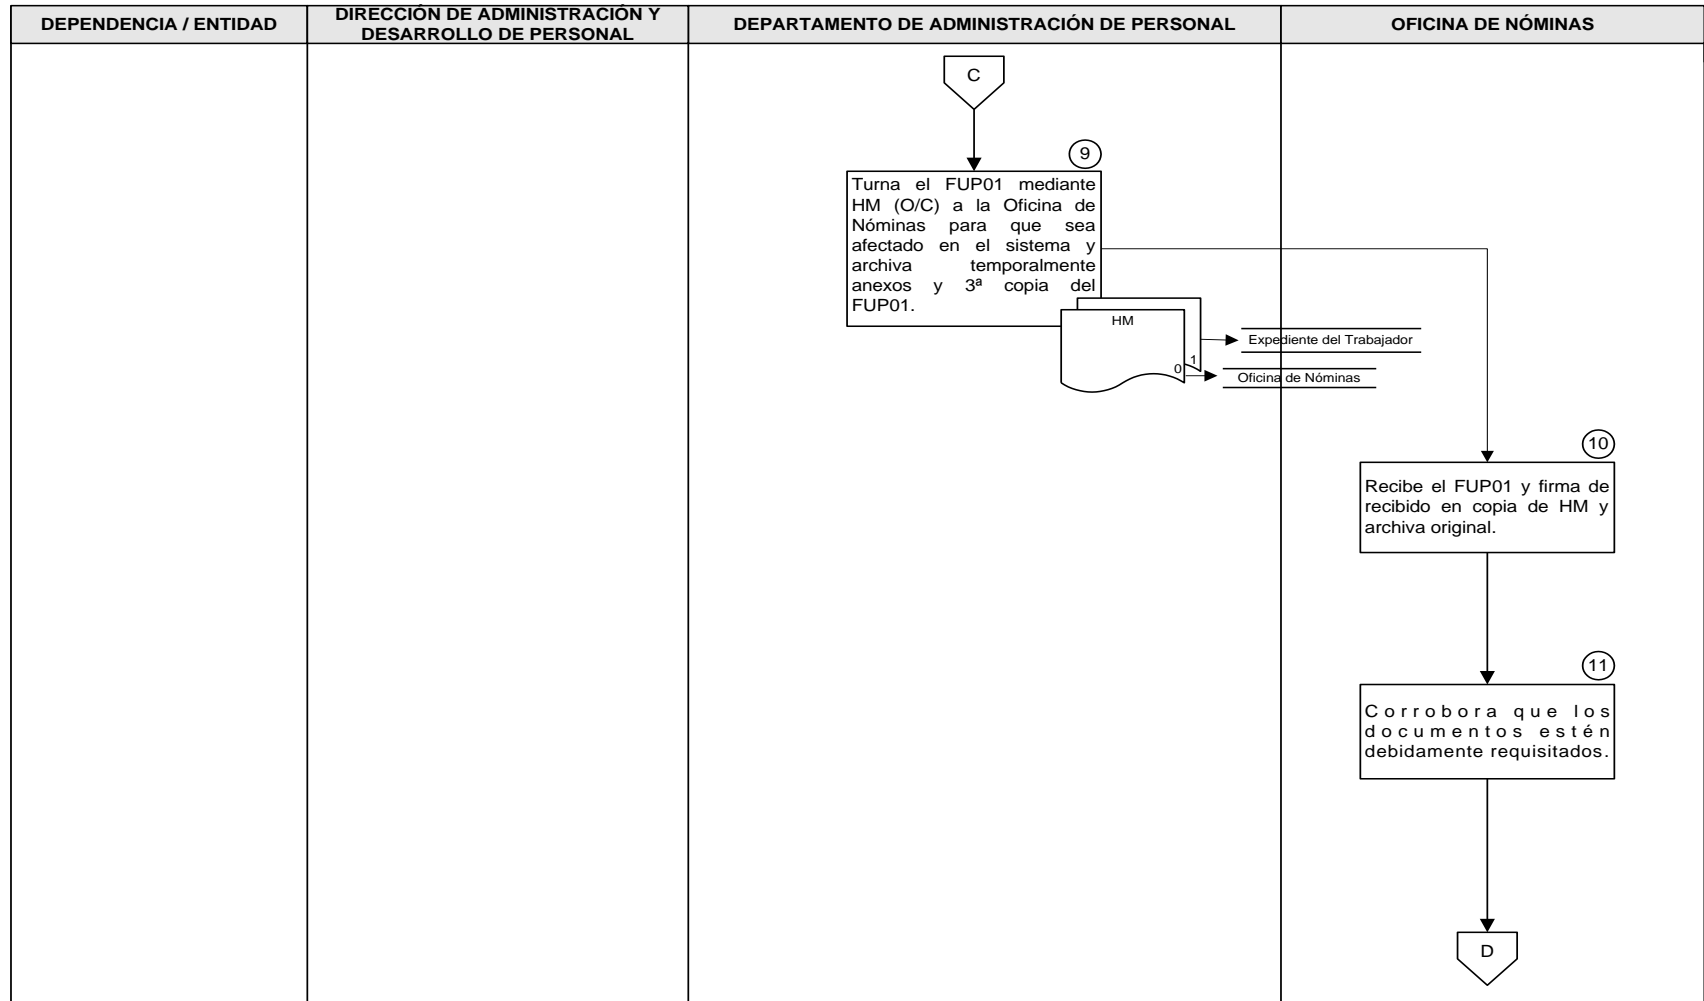 DEPENDENCIA / ENTIDAD
DIRECCIÓN DE ADMINISTRACIÓN Y
DESARROLLO DE PERSONAL
DEPARTAMENTO DE ADMINISTRACIÓN DE PERSONAL
OFICINA DE NÓMINAS
C
9
Turna el FUP01 mediante
HM (O/C) a la Oficina de
Nóminas para que sea
afectado en el sistema y
archiva temporalmente
anexos y 3ª copia del
FUP01.
HM
1
0
Expediente del Trabajador
Oficina de Nóminas
10
Recibe el FUP01 y firma de
recibido en copia de HM y
archiva original.
11
Corrobora que los
documentos estén
debidamente requisitados.
D